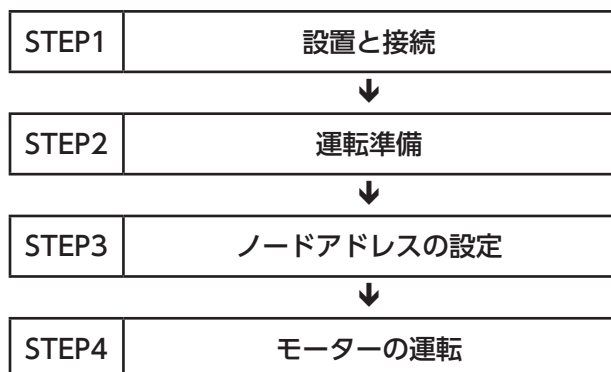 STEP1 設置と接続
↓
STEP2 運転準備
↓
STEP3 ノードアドレスの設定
↓
STEP4 モーターの運転